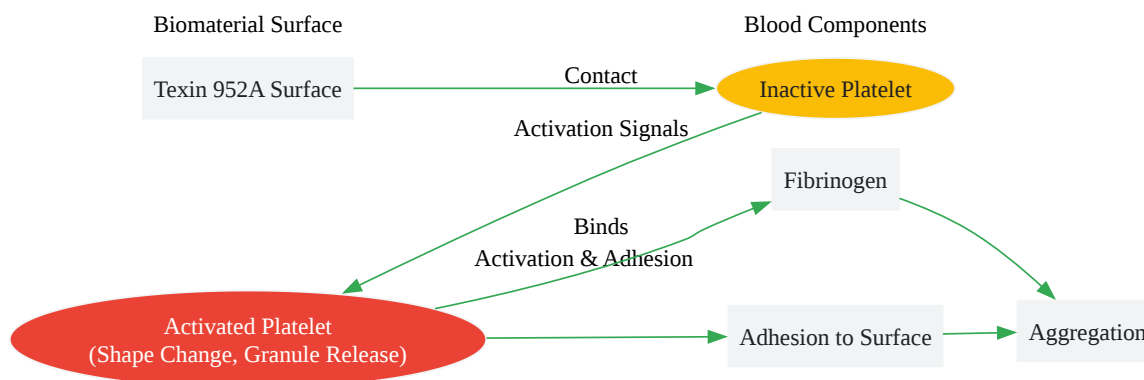 Biomaterial Surface
Blood Components
Texin 952A Surface
Contact
Inactive Platelet
Activation Signals
Fibrinogen
Binds
Activation & Adhesion
Activated Platelet
(Shape Change, Granule Release)
Adhesion to Surface
Aggregation